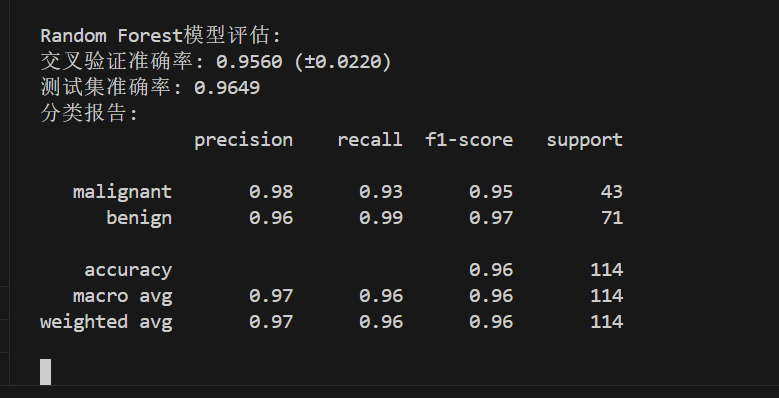 Random Forest模型评估:
交叉验证准确率: 0.9560 (±0.0220)
测试集准确率: 0.9649
分类报告:
precision recall f1-score support
malignant 0.98 0.93 0.95 43
benign 0.96 0.99 0.97 71
accuracy 0.96 114
macro avg 0.97 0.96 0.96 114
weighted avg 0.97 0.96 0.96 114